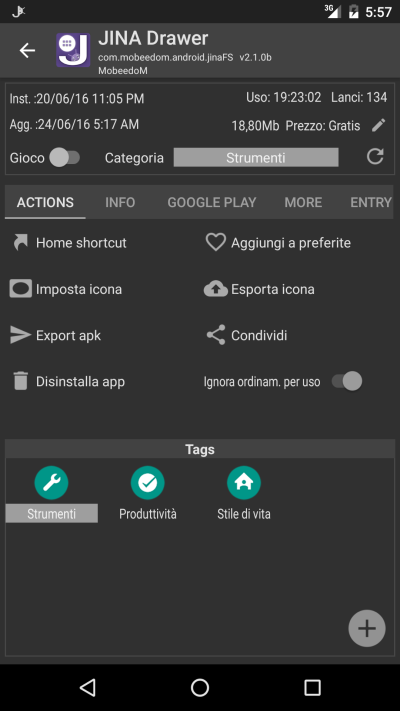 3G 5:57
JINA Drawer
com.mobeedom.android.jinaFS v2.1.0b
MobeedoM
Inst. :20/06/16 11:05 PM Uso: 19:23:02 Lanci: 134
Agg. :24/06/16 5:17 AM 18,80Mb Prezzo: Gratis
Gioco Categoria Strumenti
ACTIONS INFO GOOGLE PLAY MORE ENTRY
Home shortcut Aggiungi a preferite
Imposta icona Esporta icona
Export apk Condividi
Disinstalla app Ignora ordinam. per uso
Tags
Strumenti Produttività Stile di vita